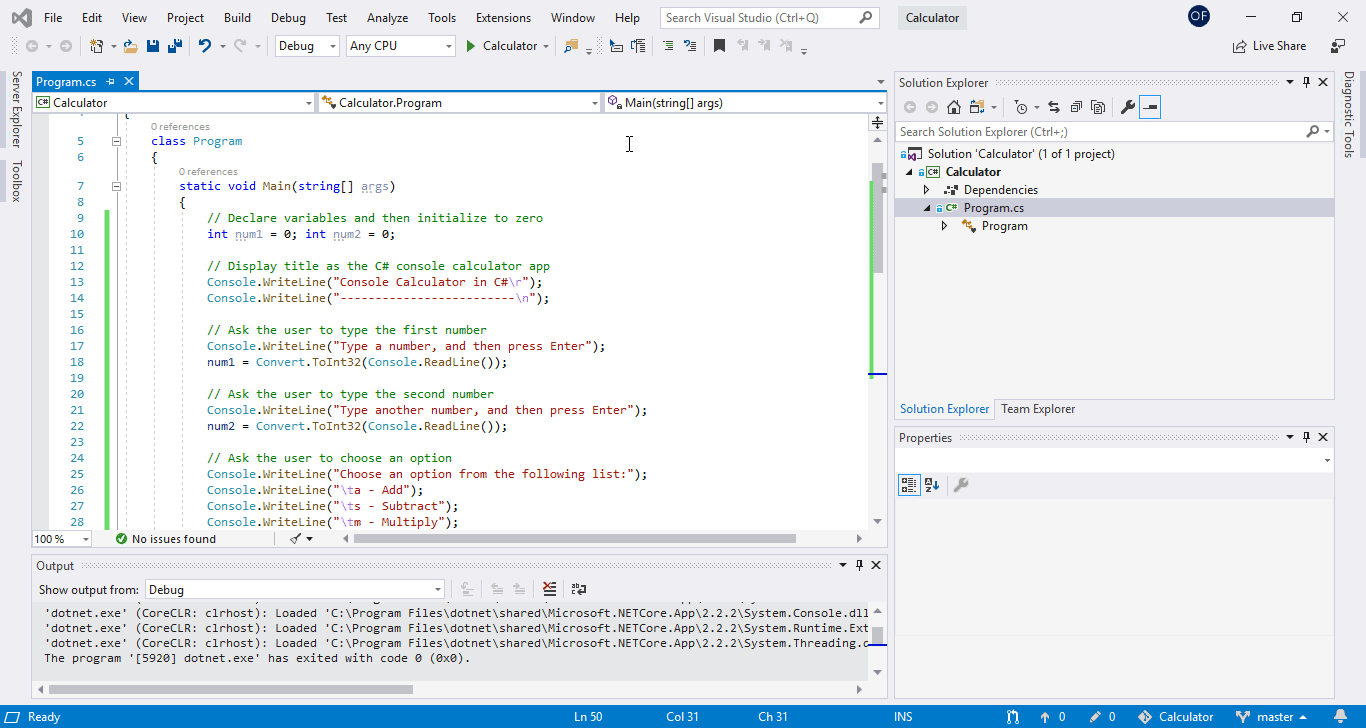 File Edit View Project Build Debug Test Analyze Tools Extensions Window Help Search Visual Studio (Ctrl+Q) Calculator OF
Debug Any CPU Calculator Live Share
Server Explorer
Toolbox
Program.cs
Calculator Calculator.Program Main(string[] args)
0 references
5 class Program
6 {
0 references
7 static void Main(string[] args)
8 {
9 // Declare variables and then initialize to zero
10 int num1 = 0; int num2 = 0;
11
12 // Display title as the C# console calculator app
13 Console.WriteLine("Console Calculator in C#\r");
14 Console.WriteLine("-------------------------\n");
15
16 // Ask the user to type the first number
17 Console.WriteLine("Type a number, and then press Enter");
18 num1 = Convert.ToInt32(Console.ReadLine());
19
20 // Ask the user to type the second number
21 Console.WriteLine("Type another number, and then press Enter");
22 num2 = Convert.ToInt32(Console.ReadLine());
23
24 // Ask the user to choose an option
25 Console.WriteLine("Choose an option from the following list:");
26 Console.WriteLine("\ta - Add");
27 Console.WriteLine("\ts - Subtract");
28 Console.WriteLine("\tm - Multiply");
100 % No issues found
Output
Show output from: Debug
'dotnet.exe' (CoreCLR: clrhost): Loaded 'C:\Program Files\dotnet\shared\Microsoft.NETCore.App\2.2.2\System.Console.dll
'dotnet.exe' (CoreCLR: clrhost): Loaded 'C:\Program Files\dotnet\shared\Microsoft.NETCore.App\2.2.2\System.Runtime.Ext
'dotnet.exe' (CoreCLR: clrhost): Loaded 'C:\Program Files\dotnet\shared\Microsoft.NETCore.App\2.2.2\System.Threading.
The program '[5920] dotnet.exe' has exited with code 0 (0x0).
Solution Explorer
Search Solution Explorer (Ctrl+;)
Solution 'Calculator' (1 of 1 project)
C# Calculator
Dependencies
C# Program.cs
Program
Solution Explorer Team Explorer
Properties
Diagnostic Tools
Ready Ln 50 Col 31 Ch 31 INS 0 0 Calculator master